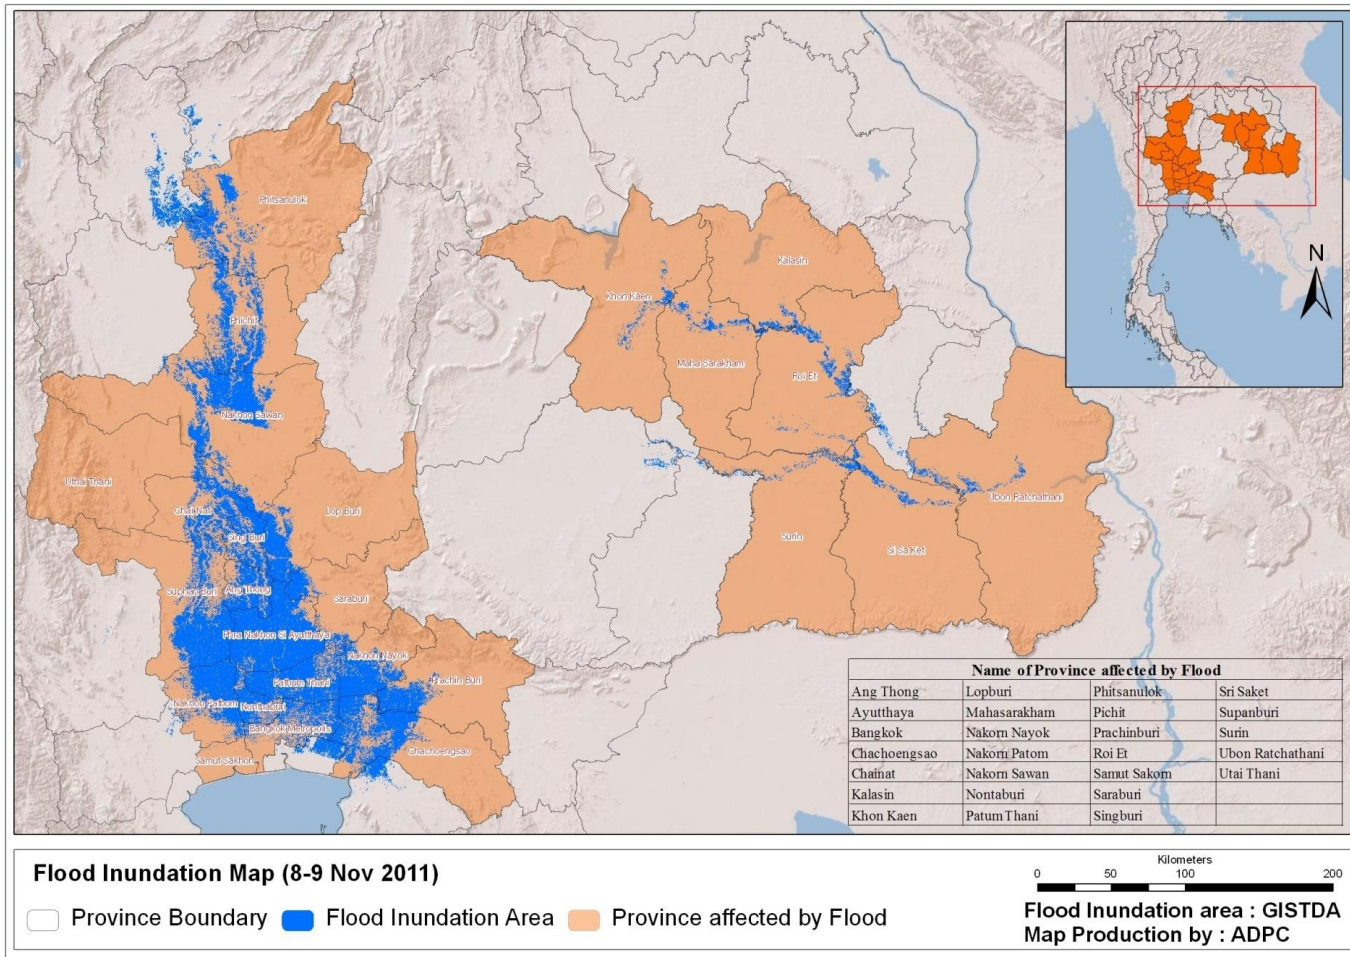 N
Phitsanulok
Kalasin
Khon Kaen
Phichit
Maha Sarakham
Roi Et
Nakhon Sawan
Uthai Thani
Ubon Ratchathani
Chai Nat
Lop Buri
Sing Buri
Surin
Si Sa Ket
Suphan Buri
Ang Thong
Saraburi
Phra Nakhon Si Ayutthaya
Nakhon Nayok
Prachin Buri
Pathum Thani
Nakhon Pathom
Nonthaburi
Bangkok Metropolis
Chachoengsao
Samut Sakhon
Name of Province affected by Flood
Ang Thong Lopburi Phitsanulok Sri Saket
Ayutthaya Mahasarakham Pichit Supanburi
Bangkok Nakorn Nayok Prachinburi Surin
Chachoengsao Nakorn Patom Roi Et Ubon Ratchathani
Chainat Nakorn Sawan Samut Sakorn Utai Thani
Kalasin Nontaburi Saraburi
Khon Kaen Patum Thani Singburi
Flood Inundation Map (8-9 Nov 2011)
Province Boundary Flood Inundation Area Province affected by Flood
Kilometers
0 50 100 200
Flood Inundation area : GISTDA
Map Production by : ADPC